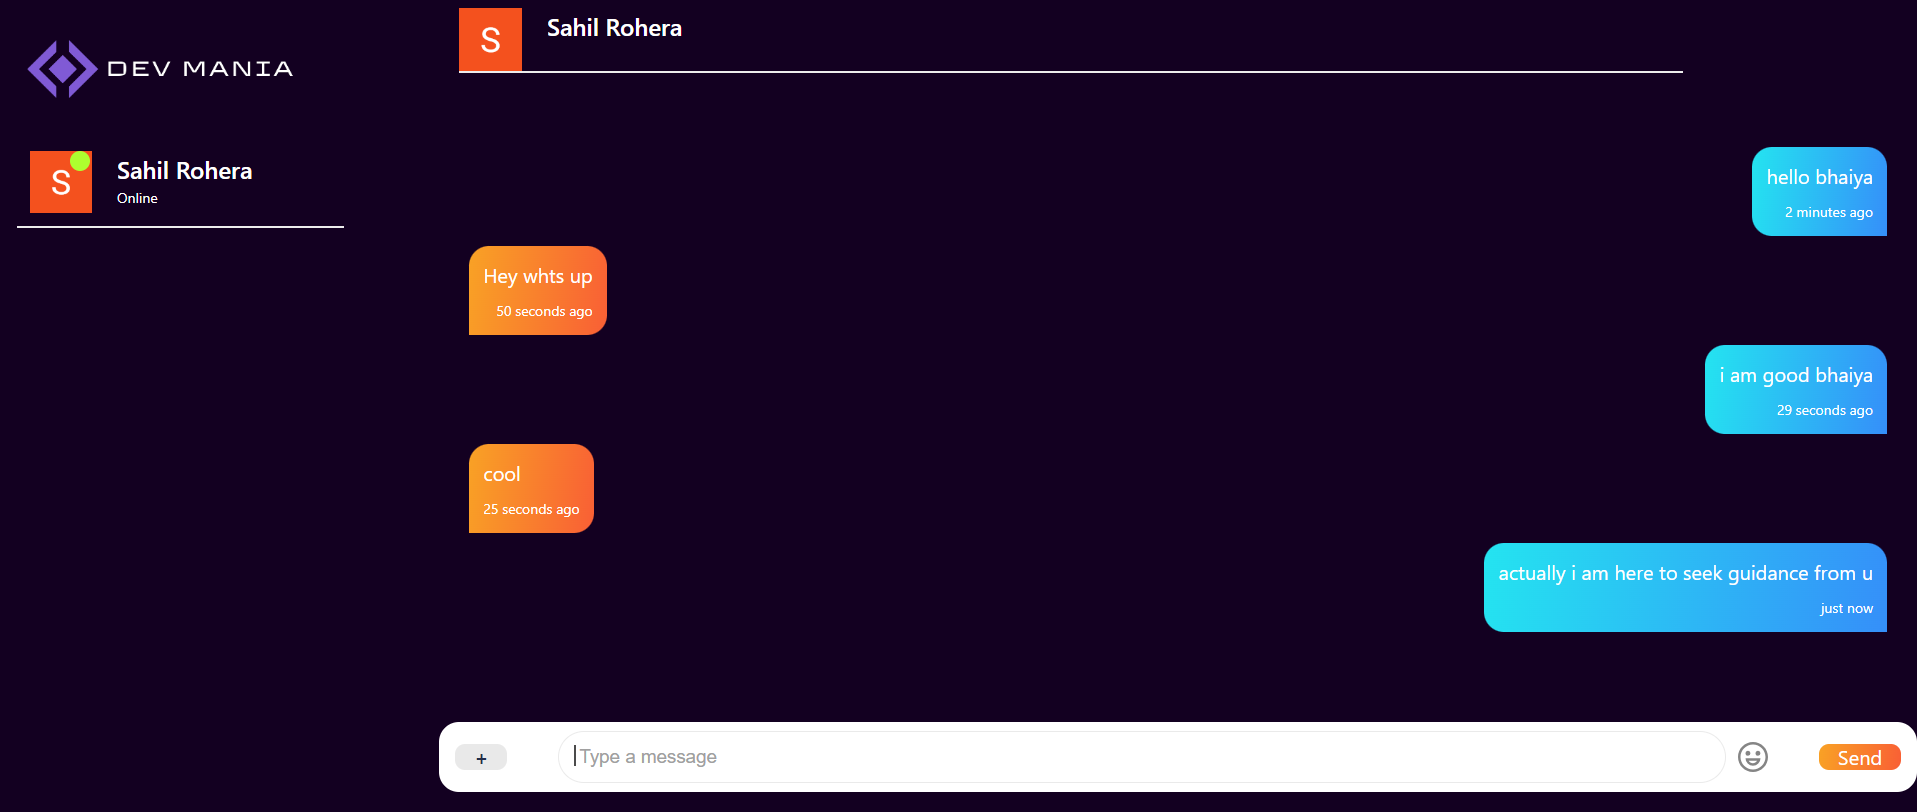 DEV MANIA
S
Sahil Rohera
Online
S
Sahil Rohera
hello bhaiya
2 minutes ago
Hey whts up
50 seconds ago
i am good bhaiya
29 seconds ago
cool
25 seconds ago
actually i am here to seek guidance from u
just now
+
Type a message
Send